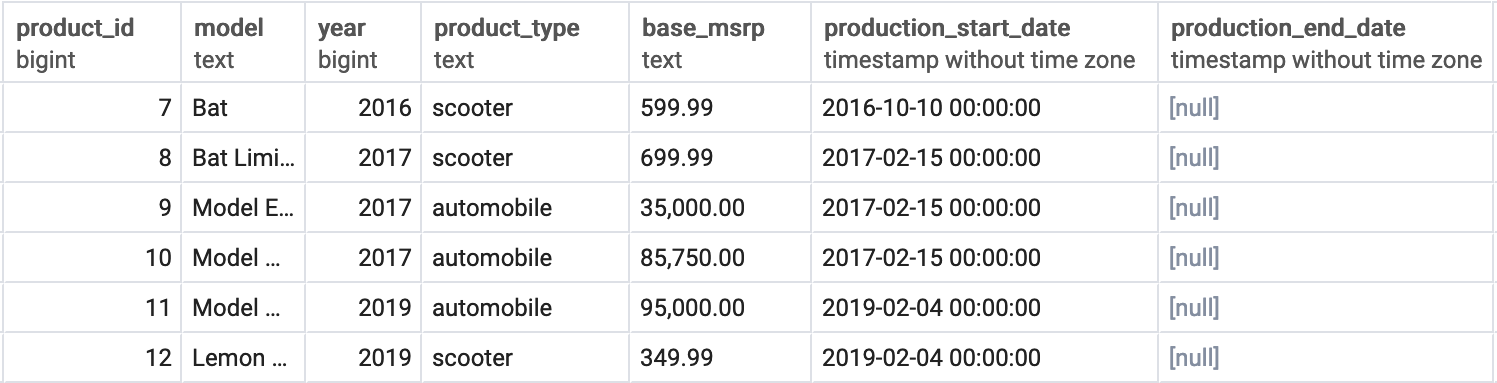 product_id model year product_type base_msrp production_start_date production_end_date
bigint text bigint text text timestamp without time zone timestamp without time zone
7 Bat 2016 scooter 599.99 2016-10-10 00:00:00 [null]
8 Bat Limi... 2017 scooter 699.99 2017-02-15 00:00:00 [null]
9 Model E... 2017 automobile 35,000.00 2017-02-15 00:00:00 [null]
10 Model ... 2017 automobile 85,750.00 2017-02-15 00:00:00 [null]
11 Model ... 2019 automobile 95,000.00 2019-02-04 00:00:00 [null]
12 Lemon ... 2019 scooter 349.99 2019-02-04 00:00:00 [null]